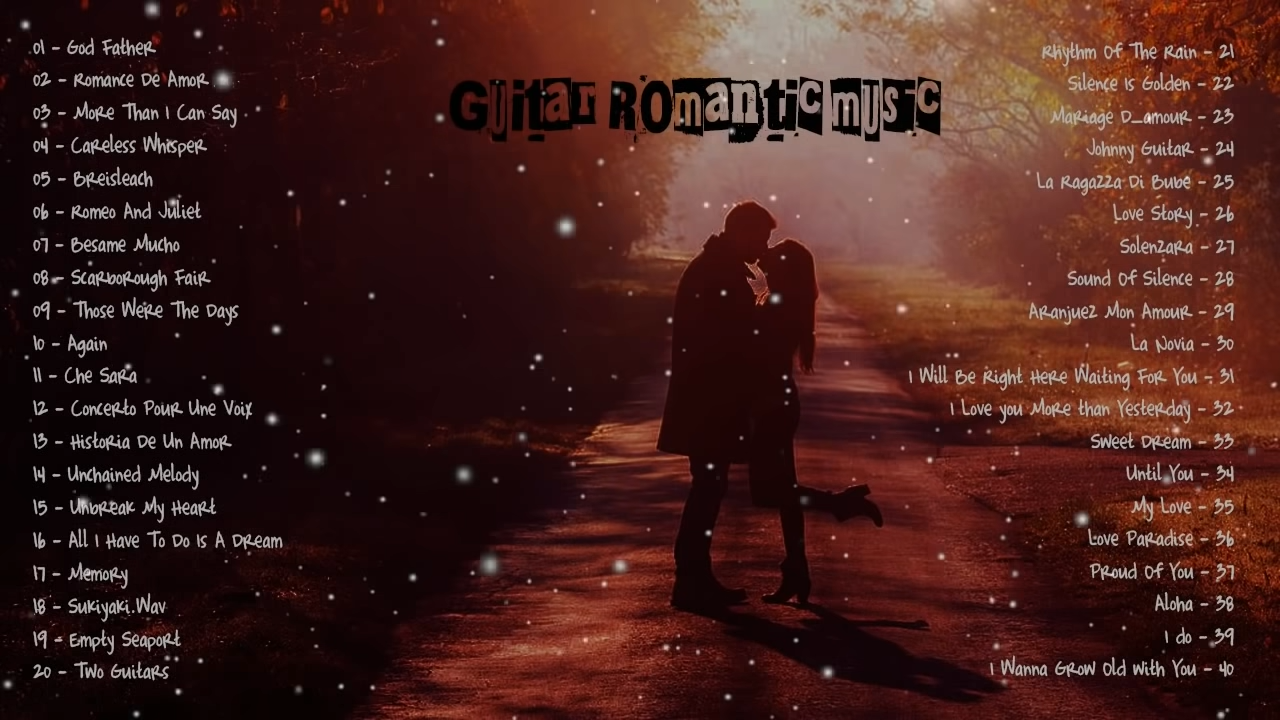 Guitar Romantic music
01 - God Father
02 - Romance De Amor
03 - More Than I Can Say
04 - Careless Whisper
05 - Breisleach
06 - Romeo And Juliet
07 - Besame Mucho
08 - Scarborough Fair
09 - Those Were The Days
10 - Again
11 - Che Sara
12 - Concerto Pour Une Voix
13 - Historia De Un Amor
14 - Unchained Melody
15 - Unbreak My Heart
16 - All I Have To Do Is A Dream
17 - Memory
18 - Sukiyaki.Wav
19 - Empty Seaport
20 - Two Guitars
Rhythm Of The Rain - 21
Silence Is Golden - 22
Mariage D_amour - 23
Johnny Guitar - 24
La Ragazza Di Bube - 25
Love Story - 26
Solenzara - 27
Sound Of Silence - 28
Aranjuez Mon Amour - 29
La Novia - 30
I Will Be Right Here Waiting For You - 31
I Love you More than Yesterday - 32
Sweet Dream - 33
Until You - 34
My Love - 35
Love Paradise - 36
Proud Of You - 37
Aloha - 38
I do - 39
I Wanna Grow Old With You - 40